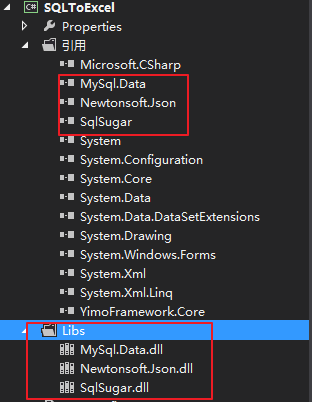 C# SQLToExcel
Properties
引用
Microsoft.CSharp
MySql.Data
Newtonsoft.Json
SqlSugar
System
System.Configuration
System.Core
System.Data
System.Data.DataSetExtensions
System.Drawing
System.Windows.Forms
System.Xml
System.Xml.Linq
YimoFramework.Core
Libs
MySql.Data.dll
Newtonsoft.Json.dll
SqlSugar.dll